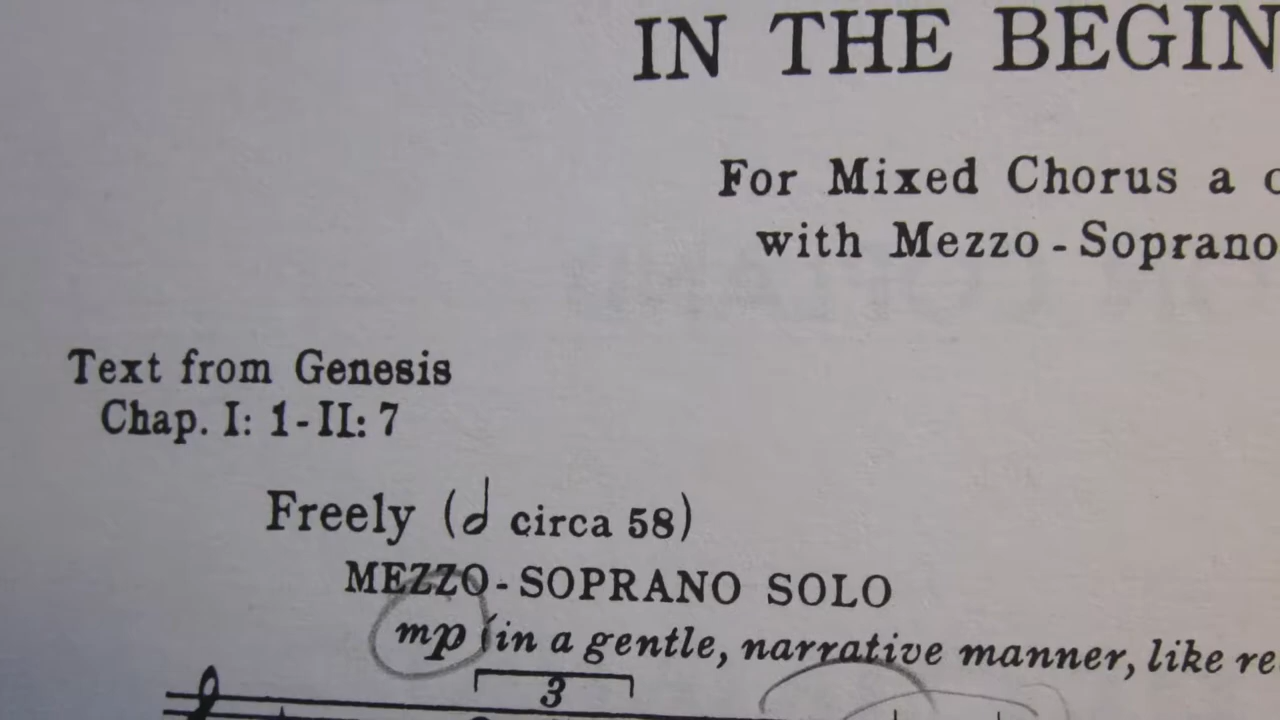 IN THE BEGIN
For Mixed Chorus a c
with Mezzo-Soprano
Text from Genesis
Chap. I: 1-II: 7
Freely (𝅗𝅥 circa 58)
MEZZO-SOPRANO SOLO
mp (in a gentle, narrative manner, like re
3